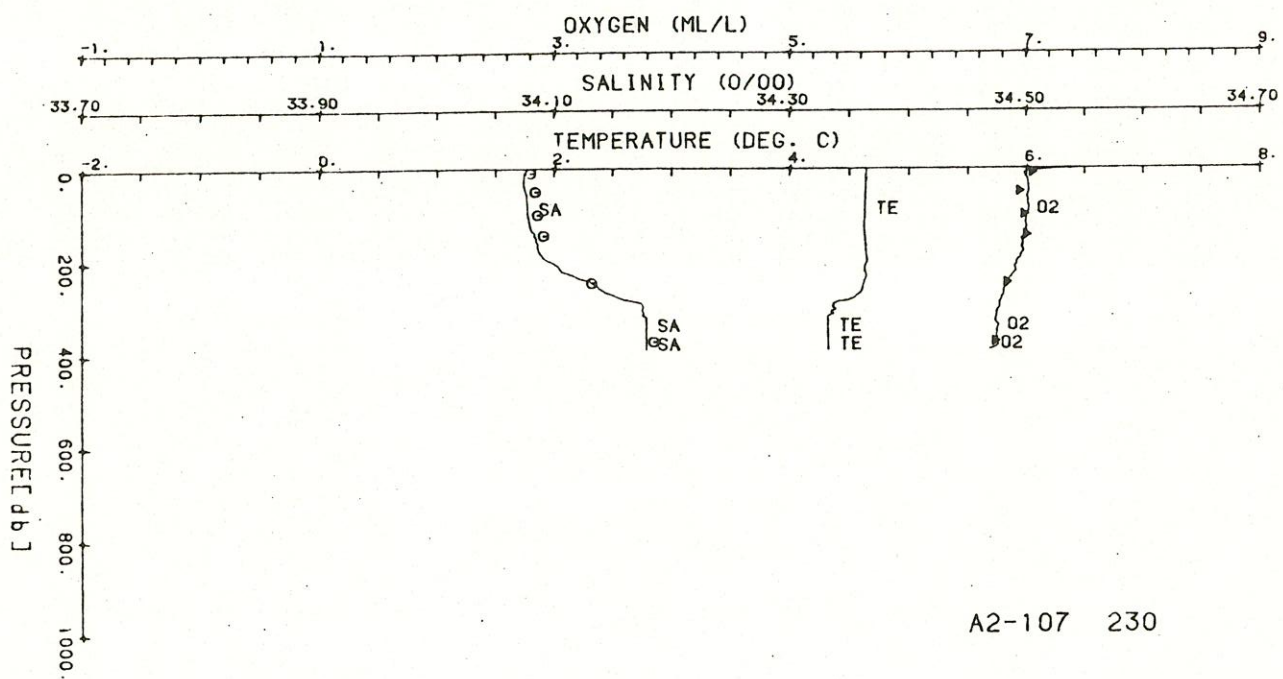 OXYGEN (ML/L)
-1. 1. 3. 5. 7. 9.
SALINITY (O/OO)
33.70 33.90 34.10 34.30 34.50 34.70
TEMPERATURE (DEG. C)
-2. 0. 2. 4. 6. 8.
0.
SA TE O2
200.
SA TE O2
SA TE O2
400.
600.
800.
1000.
PRESSURE[db]
A2-107 230